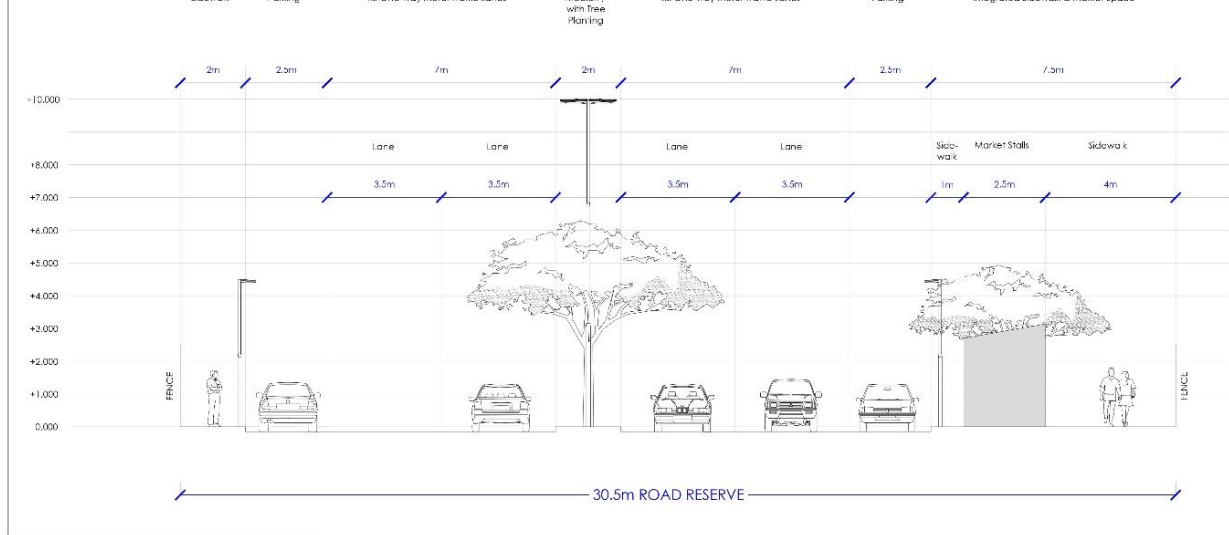 with Tree
Planting
2m 2.5m 7m 2m 7m 2.5m 7.5m
+10.000
Lane Lane Lane Lane Side-walk Market Stalls Sidewalk
+8.000
3.5m 3.5m 3.5m 3.5m 1m 2.5m 4m
+7.000
+6.000
+5.000
+4.000
+3.000
+2.000
FENCE FENCE
+1.000
0.000
30.5m ROAD RESERVE